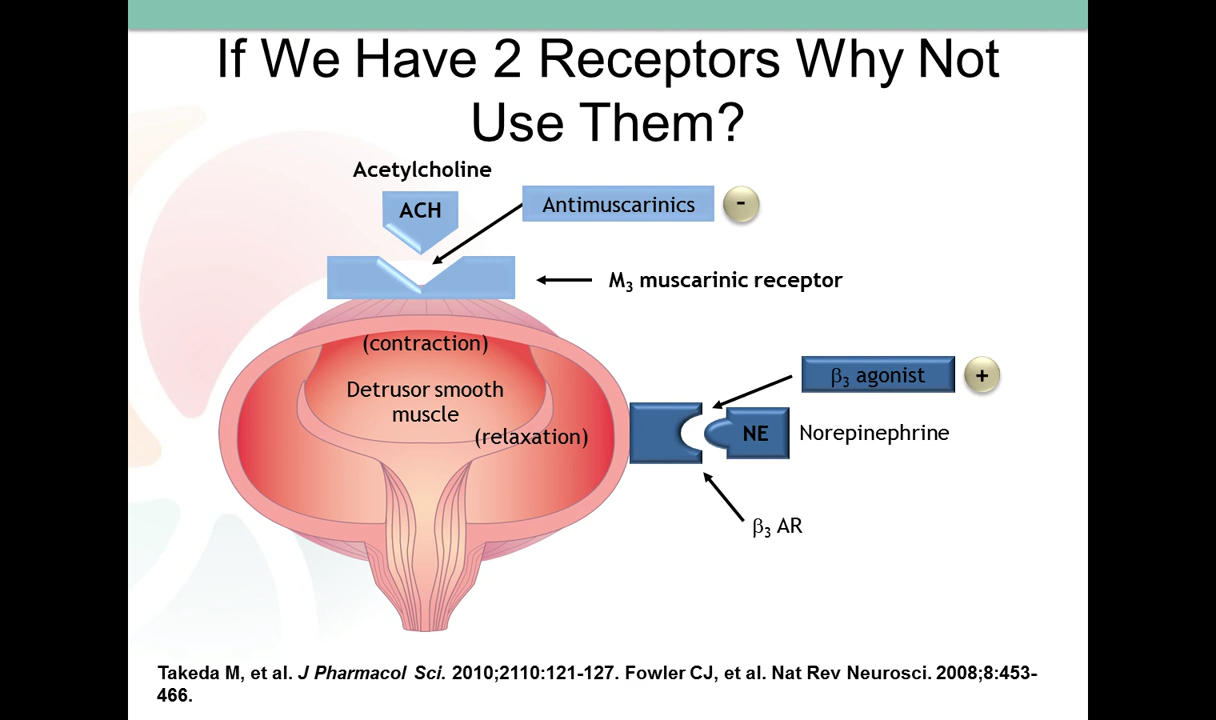 If We Have 2 Receptors Why Not
Use Them?
Acetylcholine
ACH
Antimuscarinics
-
M₃ muscarinic receptor
(contraction)
Detrusor smooth
muscle
(relaxation)
β₃ agonist
+
NE
Norepinephrine
β₃ AR
Takeda M, et al. J Pharmacol Sci. 2010;2110:121-127. Fowler CJ, et al. Nat Rev Neurosci. 2008;8:453-
466.